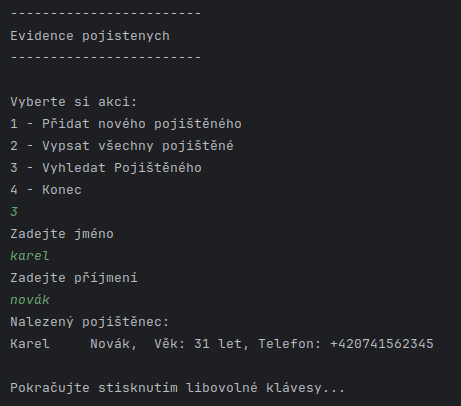 ------------------------
Evidence pojistenych
------------------------
Vyberte si akci:
1 - Přidat nového pojištěného
2 - Vypsat všechny pojištěné
3 - Vyhledat Pojištěného
4 - Konec
3
Zadejte jméno
karel
Zadejte příjmení
novák
Nalezený pojištěnec:
Karel     Novák,  Věk: 31 let, Telefon: +420741562345
Pokračujte stisknutím libovolné klávesy...